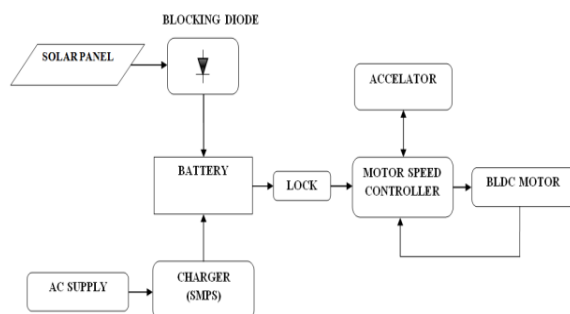 BLOCKING DIODE
SOLAR PANEL
ACCELATOR
BATTERY
LOCK
MOTOR SPEED
CONTROLLER
BLDC MOTOR
AC SUPPLY
CHARGER
(SMPS)